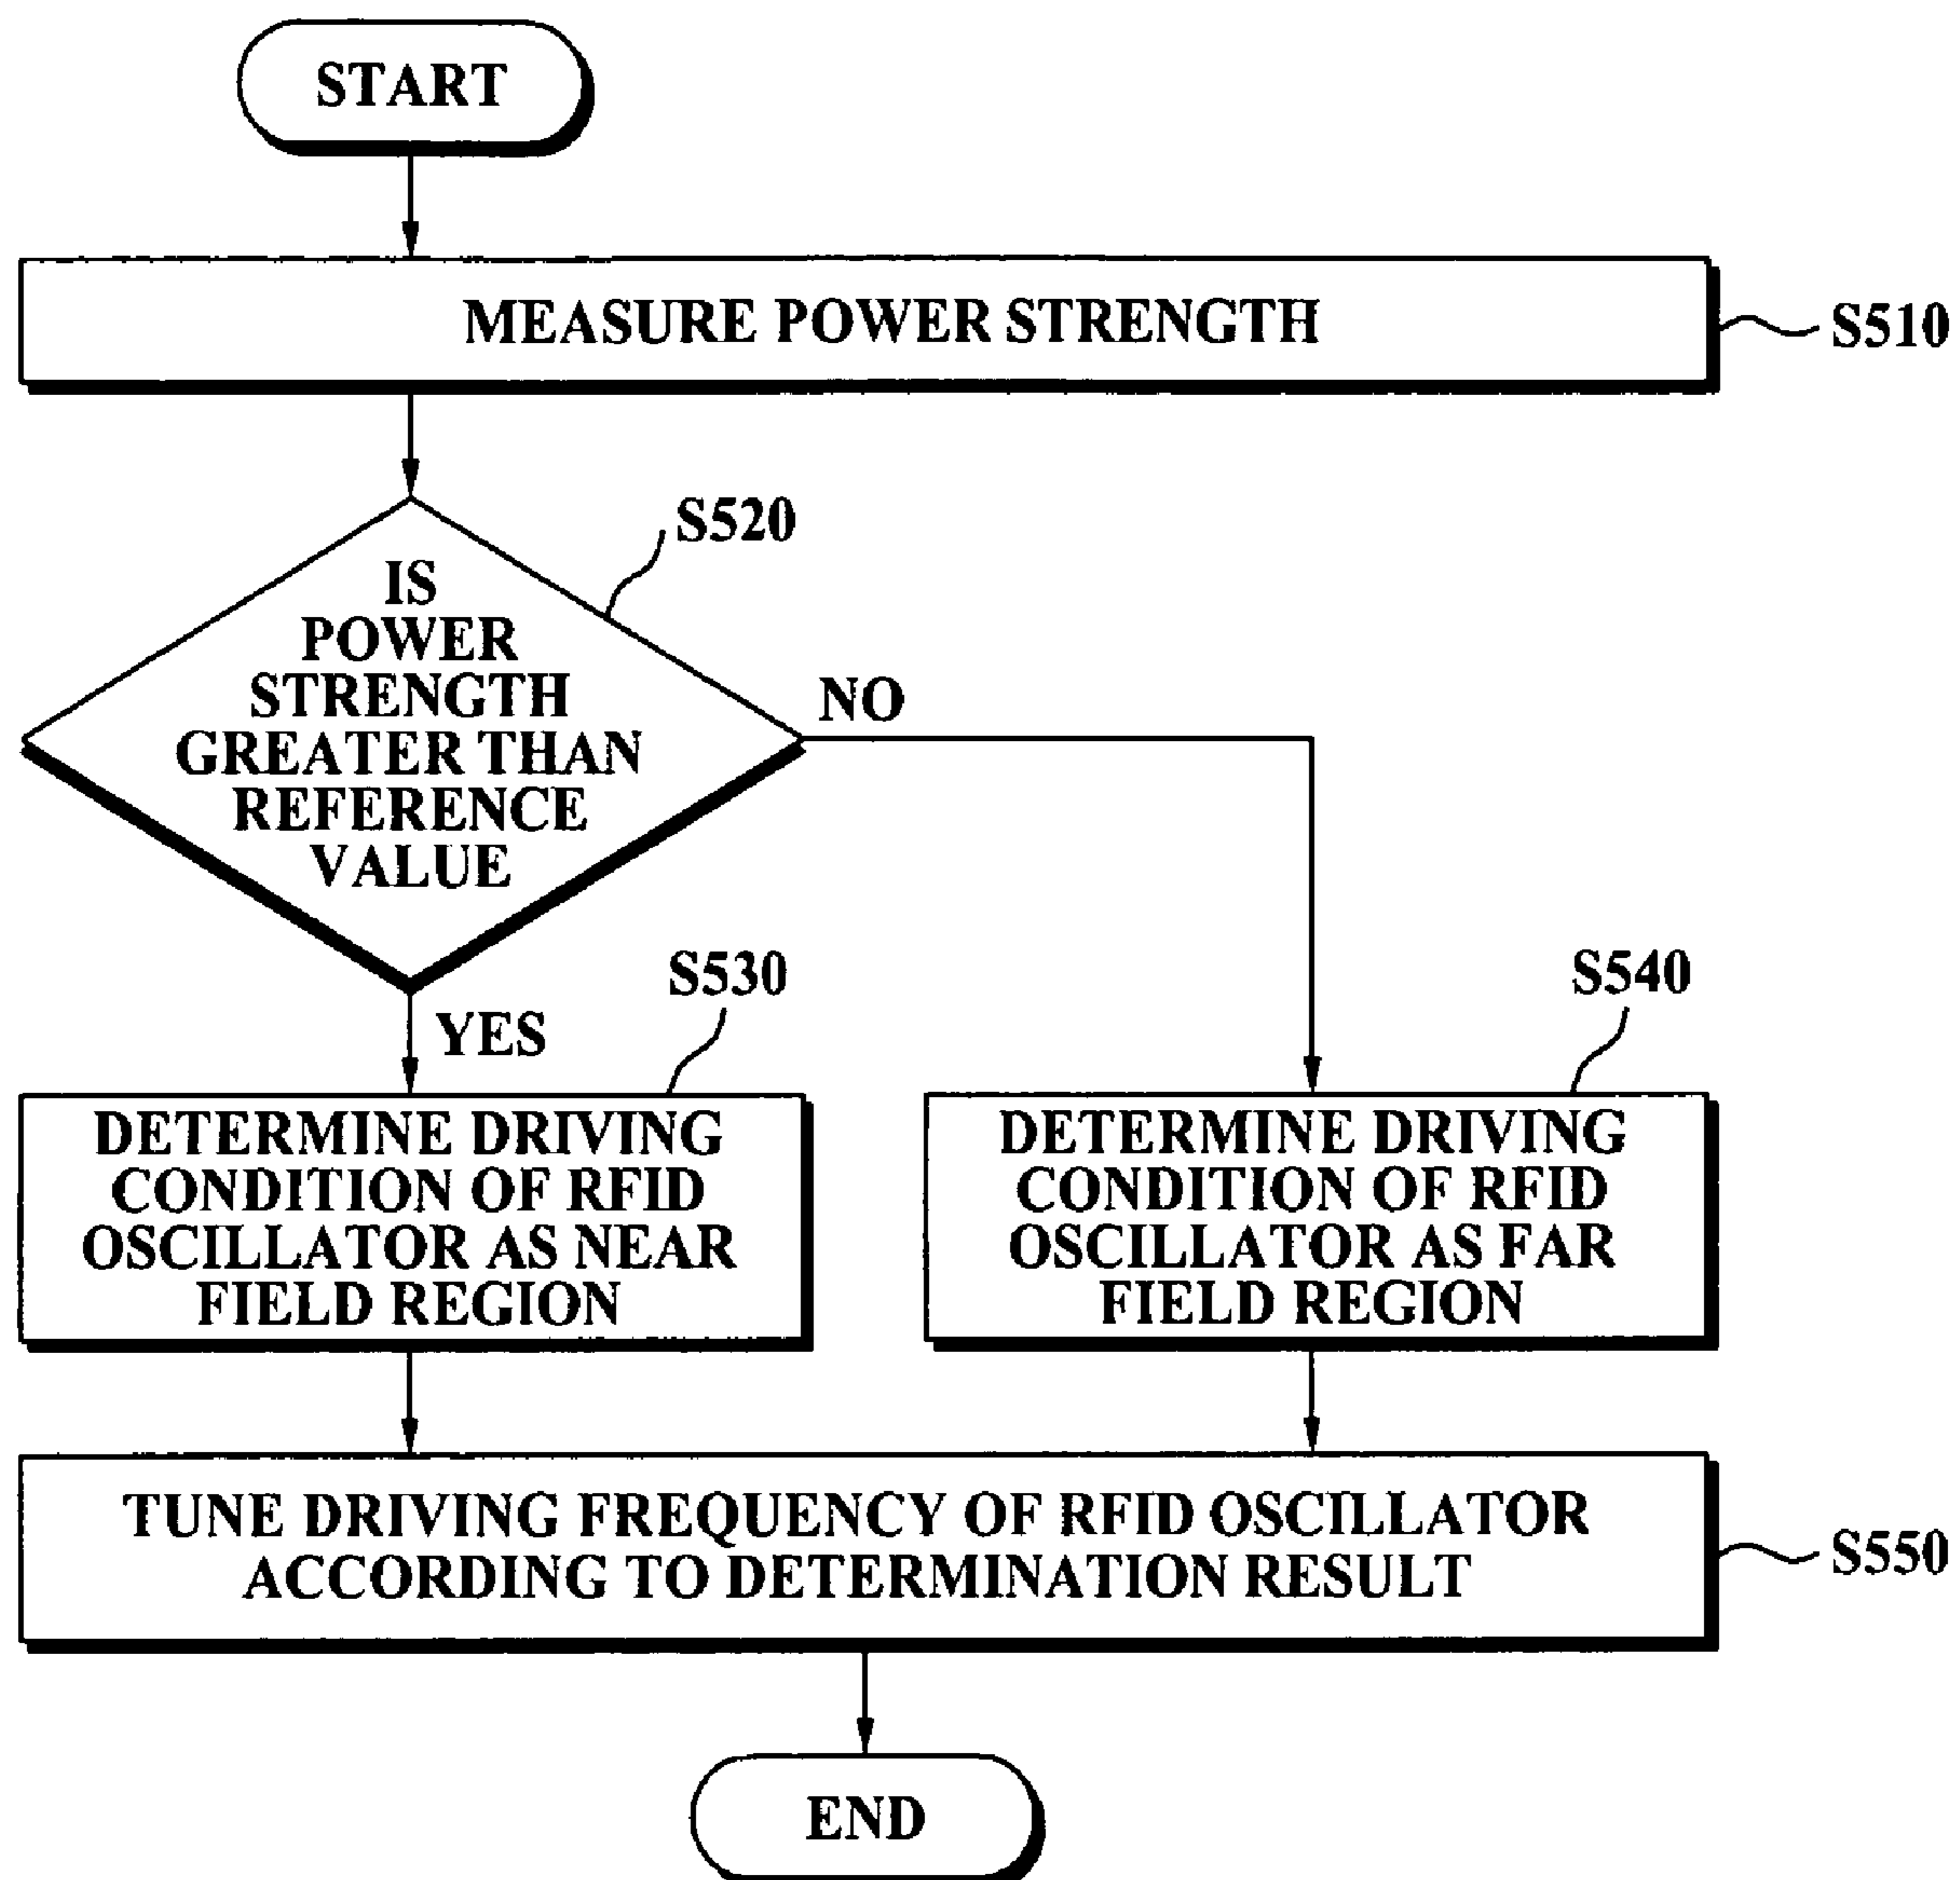 START
MEASURE POWER STRENGTH
S510
S520
IS
POWER
STRENGTH
GREATER THAN
REFERENCE
VALUE
NO
YES
S530
DETERMINE DRIVING
CONDITION OF RFID
OSCILLATOR AS NEAR
FIELD REGION
S540
DETERMINE DRIVING
CONDITION OF RFID
OSCILLATOR AS FAR
FIELD REGION
TUNE DRIVING FREQUENCY OF RFID OSCILLATOR
ACCORDING TO DETERMINATION RESULT
S550
END